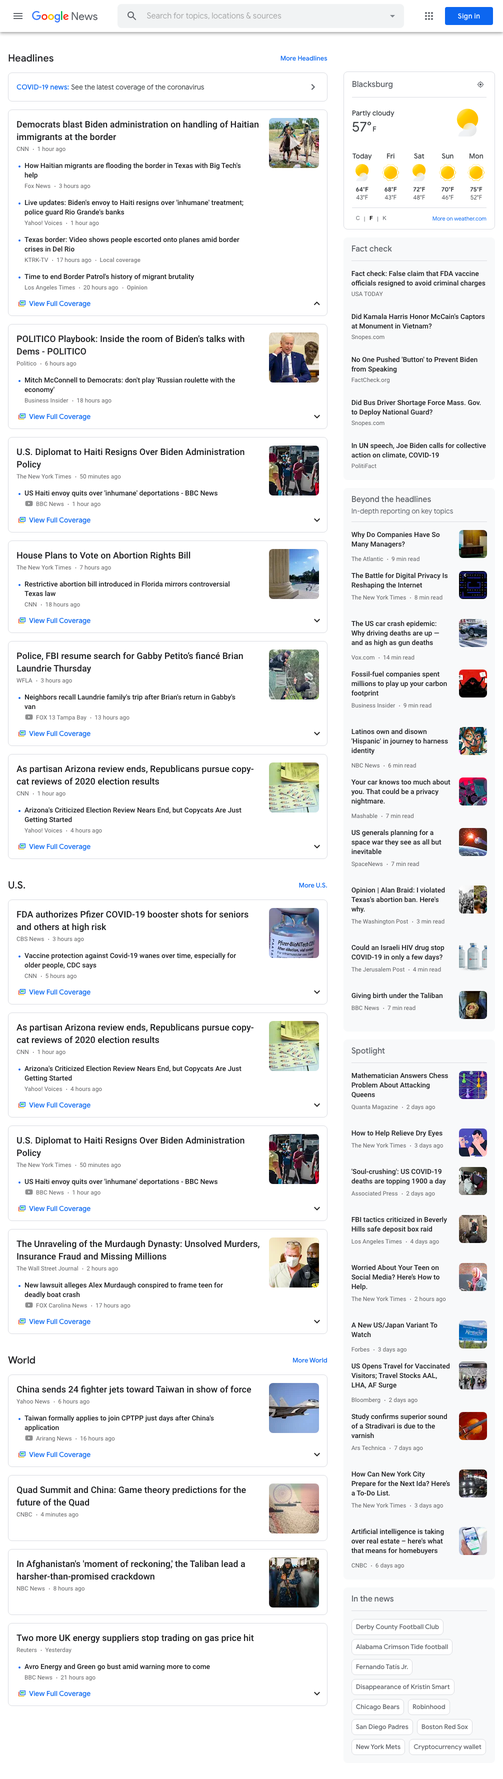 Google News
Search for topics, locations & sources
Sign in
Headlines
More Headlines
COVID-19 news: See the latest coverage of the coronavirus
Democrats blast Biden administration on handling of Haitian
immigrants at the border
CNN • 1 hour ago
How Haitian migrants are flooding the border in Texas with Big Tech's
help
Fox News • 3 hours ago
Live updates: Biden's envoy to Haiti resigns over 'inhumane' treatment;
police guard Rio Grande's banks
Yahoo! Voices • 1 hour ago
Texas border: Video shows people escorted onto planes amid border
crises in Del Rio
KTRK-TV • 17 hours ago • Local coverage
Time to end Border Patrol's history of migrant brutality
Los Angeles Times • 20 hours ago • Opinion
View Full Coverage
POLITICO Playbook: Inside the room of Biden's talks with
Dems - POLITICO
Politico • 6 hours ago
Mitch McConnell to Democrats: don't play 'Russian roulette with the
economy'
Business Insider • 18 hours ago
View Full Coverage
U.S. Diplomat to Haiti Resigns Over Biden Administration
Policy
The New York Times • 50 minutes ago
US Haiti envoy quits over 'inhumane' deportations - BBC News
BBC News • 1 hour ago
View Full Coverage
House Plans to Vote on Abortion Rights Bill
The New York Times • 7 hours ago
Restrictive abortion bill introduced in Florida mirrors controversial
Texas law
CNN • 18 hours ago
View Full Coverage
Police, FBI resume search for Gabby Petito's fiancé Brian
Laundrie Thursday
WFLA • 3 hours ago
Neighbors recall Laundrie family's trip after Brian's return in Gabby's
van
FOX 13 Tampa Bay • 13 hours ago
View Full Coverage
As partisan Arizona review ends, Republicans pursue copy-
cat reviews of 2020 election results
CNN • 1 hour ago
Arizona's Criticized Election Review Nears End, but Copycats Are Just
Getting Started
Yahoo! Voices • 4 hours ago
View Full Coverage
U.S.
More U.S.
FDA authorizes Pfizer COVID-19 booster shots for seniors
and others at high risk
CBS News • 3 hours ago
Vaccine protection against Covid-19 wanes over time, especially for
older people, CDC says
CNN • 5 hours ago
View Full Coverage
As partisan Arizona review ends, Republicans pursue copy-
cat reviews of 2020 election results
CNN • 1 hour ago
Arizona's Criticized Election Review Nears End, but Copycats Are Just
Getting Started
Yahoo! Voices • 4 hours ago
View Full Coverage
U.S. Diplomat to Haiti Resigns Over Biden Administration
Policy
The New York Times • 50 minutes ago
US Haiti envoy quits over 'inhumane' deportations - BBC News
BBC News • 1 hour ago
View Full Coverage
The Unraveling of the Murdaugh Dynasty: Unsolved Murders,
Insurance Fraud and Missing Millions
The Wall Street Journal • 2 hours ago
New lawsuit alleges Alex Murdaugh conspired to frame teen for
deadly boat crash
FOX Carolina News • 17 hours ago
View Full Coverage
World
More World
China sends 24 fighter jets toward Taiwan in show of force
Yahoo News • 6 hours ago
Taiwan formally applies to join CPTPP just days after China's
application
Arirang News • 16 hours ago
View Full Coverage
Quad Summit and China: Game theory predictions for the
future of the Quad
CNBC • 4 minutes ago
In Afghanistan's 'moment of reckoning,' the Taliban lead a
harsher-than-promised crackdown
NBC News • 8 hours ago
Two more UK energy suppliers stop trading on gas price hit
Reuters • Yesterday
Avro Energy and Green go bust amid warning more to come
BBC News • 21 hours ago
View Full Coverage
Blacksburg
Partly cloudy
57°F
Today Fri Sat Sun Mon
64°F 68°F 72°F 70°F 75°F
43°F 43°F 48°F 46°F 52°F
C | F | K
More on weather.com
Fact check
Fact check: False claim that FDA vaccine
officials resigned to avoid criminal charges
USA TODAY
Did Kamala Harris Honor McCain's Captors
at Monument in Vietnam?
Snopes.com
No One Pushed 'Button' to Prevent Biden
from Speaking
FactCheck.org
Did Bus Driver Shortage Force Mass. Gov.
to Deploy National Guard?
Snopes.com
In UN speech, Joe Biden calls for collective
action on climate, COVID-19
PolitiFact
Beyond the headlines
In-depth reporting on key topics
Why Do Companies Have So
Many Managers?
The Atlantic • 9 min read
The Battle for Digital Privacy Is
Reshaping the Internet
The New York Times • 8 min read
The US car crash epidemic:
Why driving deaths are up —
and as high as gun deaths
Vox.com • 14 min read
Fossil-fuel companies spent
millions to play up your carbon
footprint
Business Insider • 9 min read
Latinos own and disown
'Hispanic' in journey to harness
identity
NBC News • 6 min read
Your car knows too much about
you. That could be a privacy
nightmare.
Mashable • 7 min read
US generals planning for a
space war they see as all but
inevitable
SpaceNews • 7 min read
Opinion | Alan Braid: I violated
Texas's abortion ban. Here's
why.
The Washington Post • 3 min read
Could an Israeli HIV drug stop
COVID-19 in only a few days?
The Jerusalem Post • 4 min read
Giving birth under the Taliban
BBC News • 7 min read
Spotlight
Mathematician Answers Chess
Problem About Attacking
Queens
Quanta Magazine • 2 days ago
How to Help Relieve Dry Eyes
The New York Times • 3 days ago
'Soul-crushing': US COVID-19
deaths are topping 1900 a day
Associated Press • 2 days ago
FBI tactics criticized in Beverly
Hills safe deposit box raid
Los Angeles Times • 4 days ago
Worried About Your Teen on
Social Media? Here's How to
Help.
The New York Times • 2 hours ago
A New US/Japan Variant To
Watch
Forbes • 3 days ago
US Opens Travel for Vaccinated
Visitors; Travel Stocks AAL,
LHA, AF Surge
Bloomberg • 2 days ago
Study confirms superior sound
of a Stradivari is due to the
varnish
Ars Technica • 7 days ago
How Can New York City
Prepare for the Next Ida? Here's
a To-Do List.
The New York Times • 3 days ago
Artificial intelligence is taking
over real estate – here's what
that means for homebuyers
CNBC • 6 days ago
In the news
Derby County Football Club
Alabama Crimson Tide football
Fernando Tatis Jr.
Disappearance of Kristin Smart
Chicago Bears Robinhood
San Diego Padres Boston Red Sox
New York Mets Cryptocurrency wallet